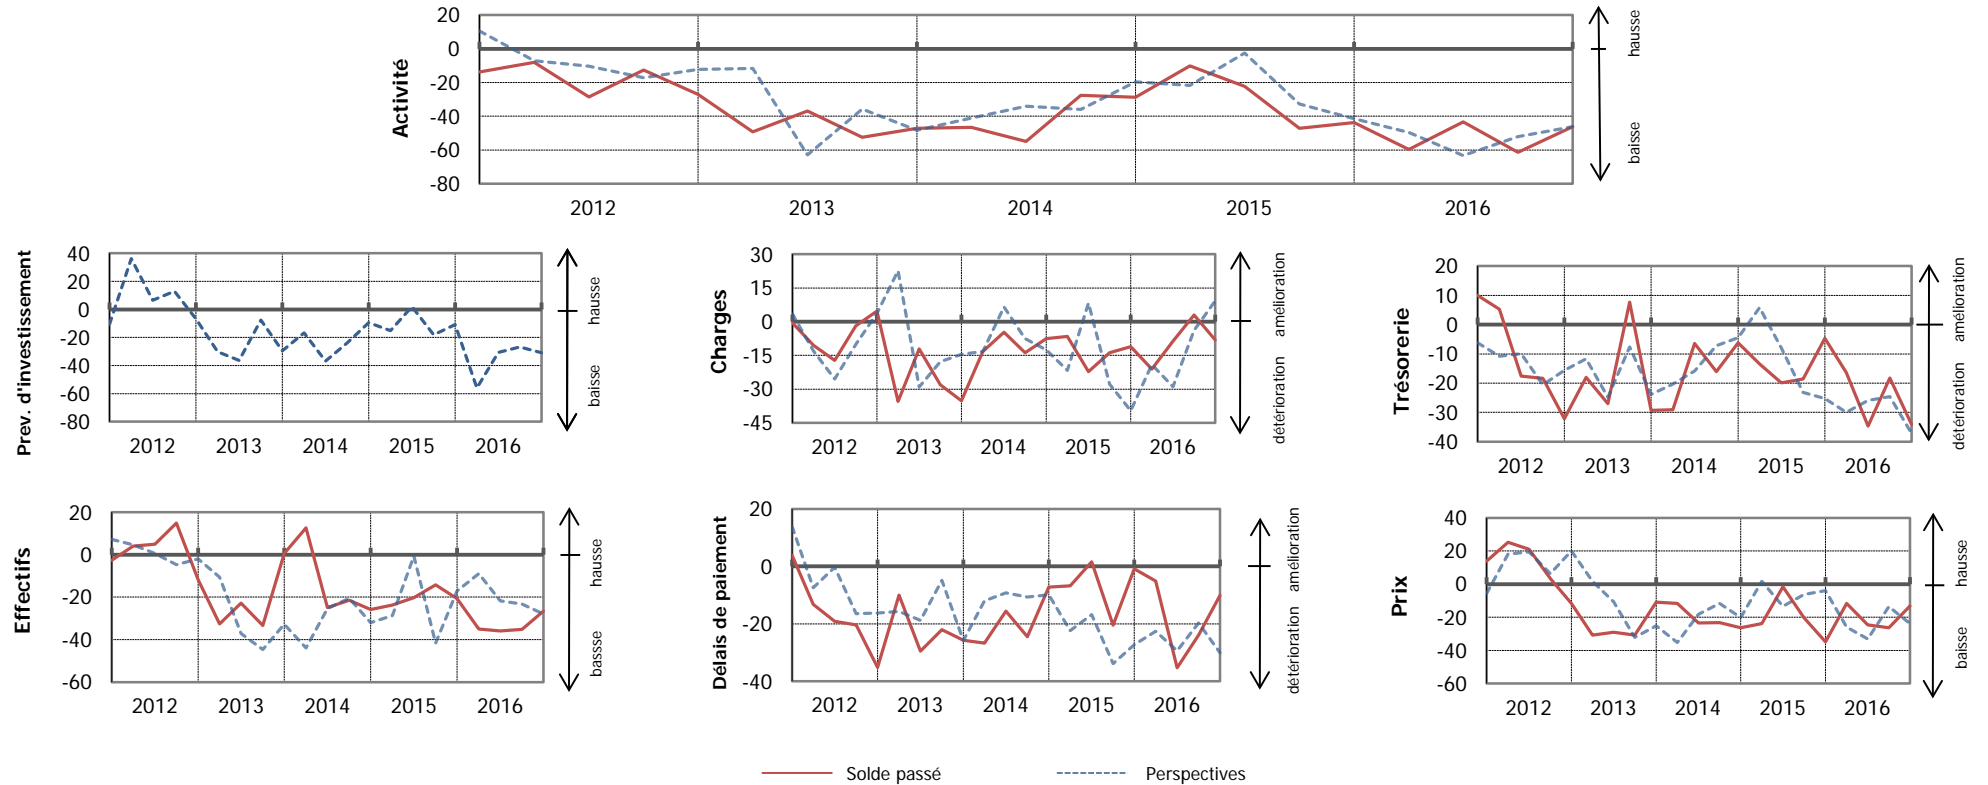 Activité
20
0
-20
-40
-60
-80
2012 2013 2014 2015 2016
hausse
baisse
Prev. d'investissement
40
20
0
-20
-40
-60
-80
2012 2013 2014 2015 2016
hausse
baisse
Charges
30
15
0
-15
-30
-45
2012 2013 2014 2015 2016
amélioration
détérioration
Trésorerie
20
10
0
-10
-20
-30
-40
2012 2013 2014 2015 2016
amélioration
détérioration
Effectifs
20
0
-20
-40
-60
2012 2013 2014 2015 2016
hausse
bassse
Délais de paiement
20
0
-20
-40
2012 2013 2014 2015 2016
amélioration
détérioration
Prix
40
20
0
-20
-40
-60
2012 2013 2014 2015 2016
hausse
baisse
Solde passé Perspectives